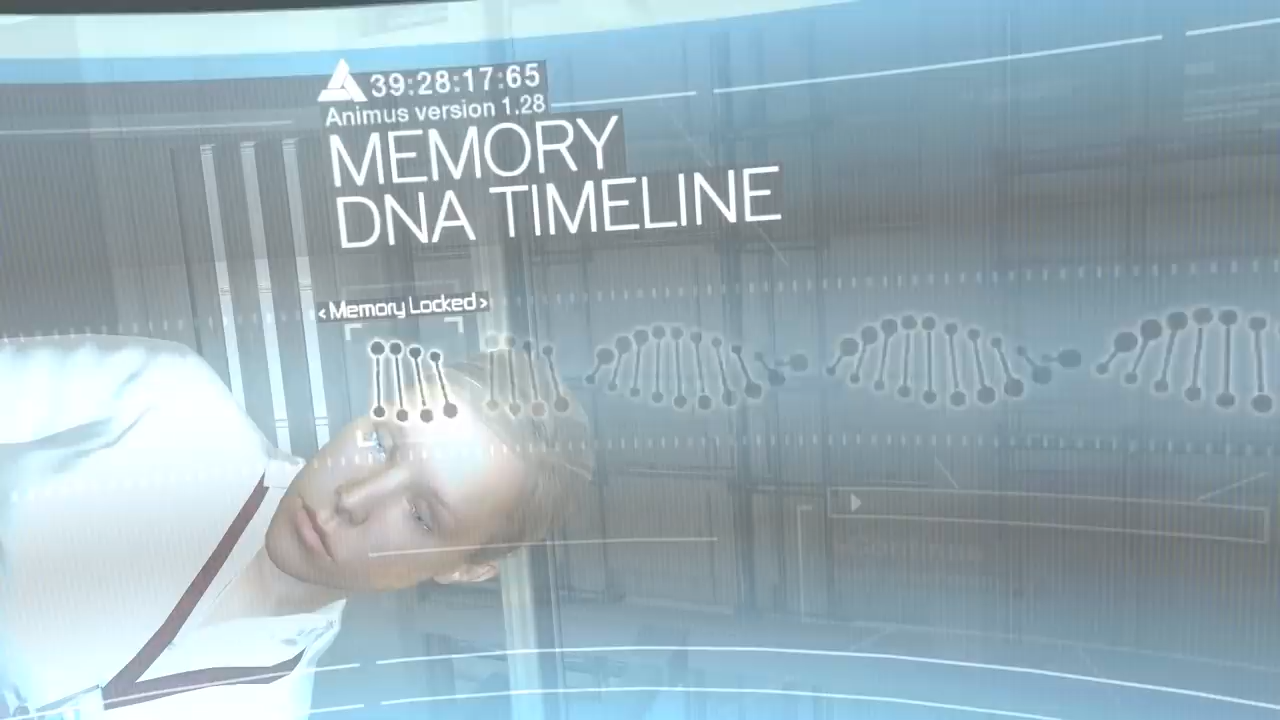 39:28:17:65
Animus version 1.28
MEMORY
DNA TIMELINE
< Memory Locked >